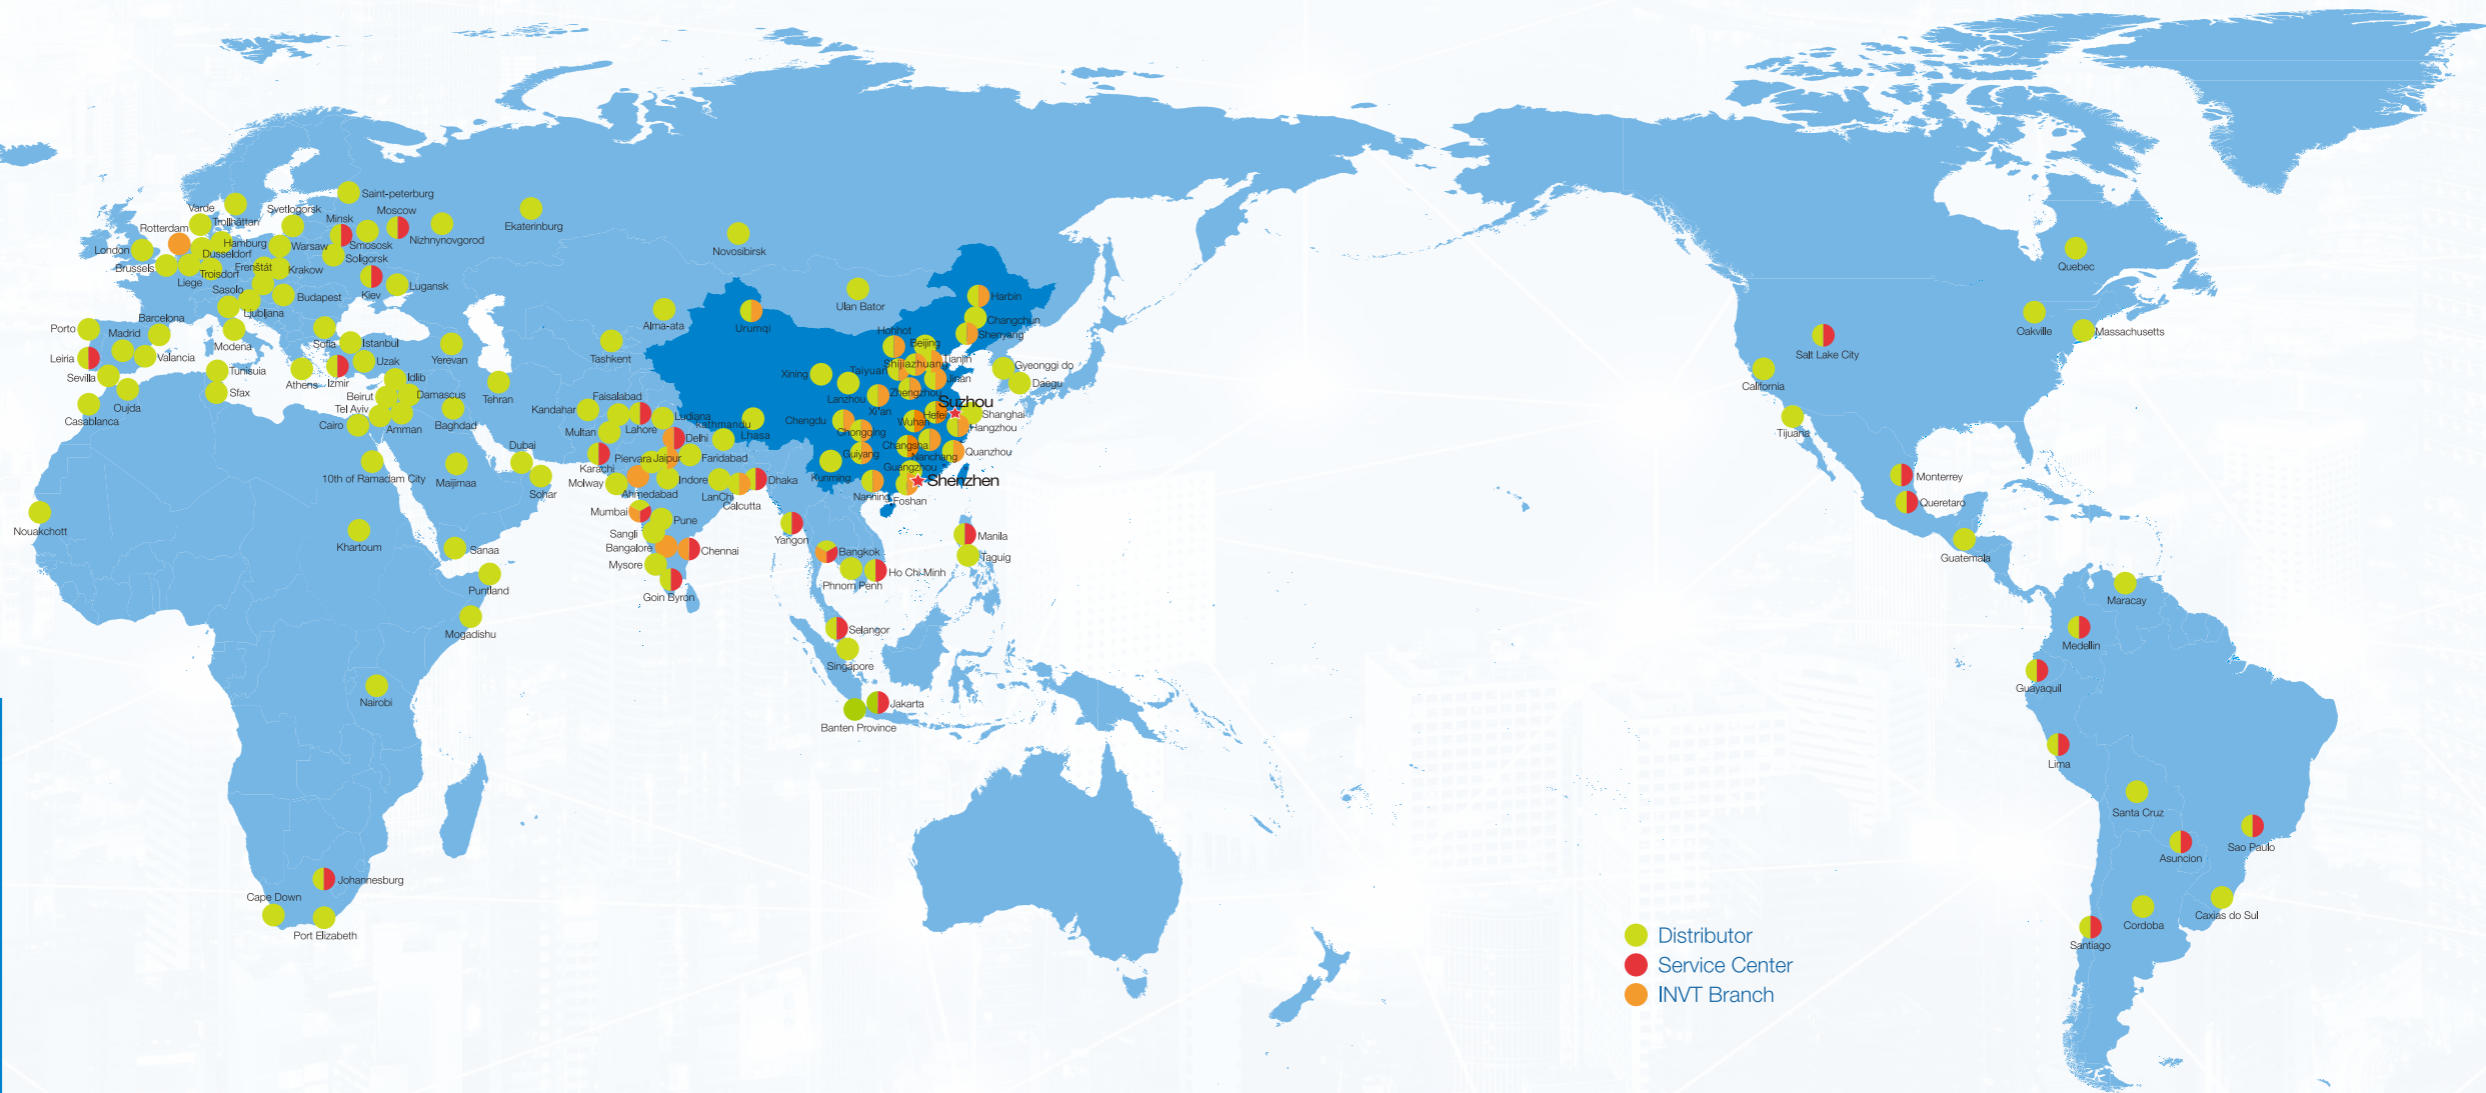 Saint-peterburg
Varde
Trollhättan
Svetlogorsk
Minsk
Moscow
Rotterdam
Smososk
Nizhnynovgorod
Ekaterinburg
London
Hamburg
Warsaw
Novosibirsk
Dusseldorf
Soligorsk
Brussels
Troisdorf
Frenštát
Krakow
Liege
Kiev
Lugansk
Sasolo
Budapest
Ljubljana
Ulan Bator
Harbin
Quebec
Porto
Madrid
Barcelona
Alma-ata
Urumqi
Changchun
Hohhot
Shenyang
Oakville
Massachusetts
Modena
Sofia
Istanbul
Beijing
Leiria
Valancia
Uzak
Yerevan
Tashkent
Tianjin
Salt Lake City
Sevilla
Tunisuia
Athens
Izmir
Idlib
Xining
Taiyuan
Shijiazhuang
Jinan
Gyeonggi do
Daegu
California
Oujda
Sfax
Beirut
Damascus
Tehran
Faisalabad
Lanzhou
Zhengzhou
Casablanca
Tel Aviv
Kandahar
Ludiana
Xi'an
Suzhou
Shanghai
Cairo
Amman
Baghdad
Multan
Lahore
Kathmandu
Lhasa
Chengdu
Wuhan
Hefei
Hangzhou
Tijuana
Dubai
Delhi
Chongqing
Changsha
Quanzhou
Karachi
Piervara
Jaipur
Faridabad
Guiyang
Nanchang
10th of Ramadam City
Maijimaa
Sohar
Molway
Ahmedabad
Indore
LanChi
Dhaka
Kunming
Guangzhou
Shenzhen
Monterrey
Calcutta
Nanning
Foshan
Queretaro
Nouakchott
Mumbai
Pune
Khartoum
Sanaa
Sangli
Yangon
Manila
Bangalore
Chennai
Bangkok
Taguig
Guatemala
Mysore
Phnom Penh
Ho Chi-Minh
Puntland
Goin Byron
Maracay
Mogadishu
Selangor
Medellin
Singapore
Guayaquil
Nairobi
Jakarta
Banten Province
Lima
Santa Cruz
Sao Paulo
Asuncion
Johannesburg
Cape Down
Port Elizabeth
Caxias do Sul
Cordoba
Santiago
Distributor
Service Center
INVT Branch